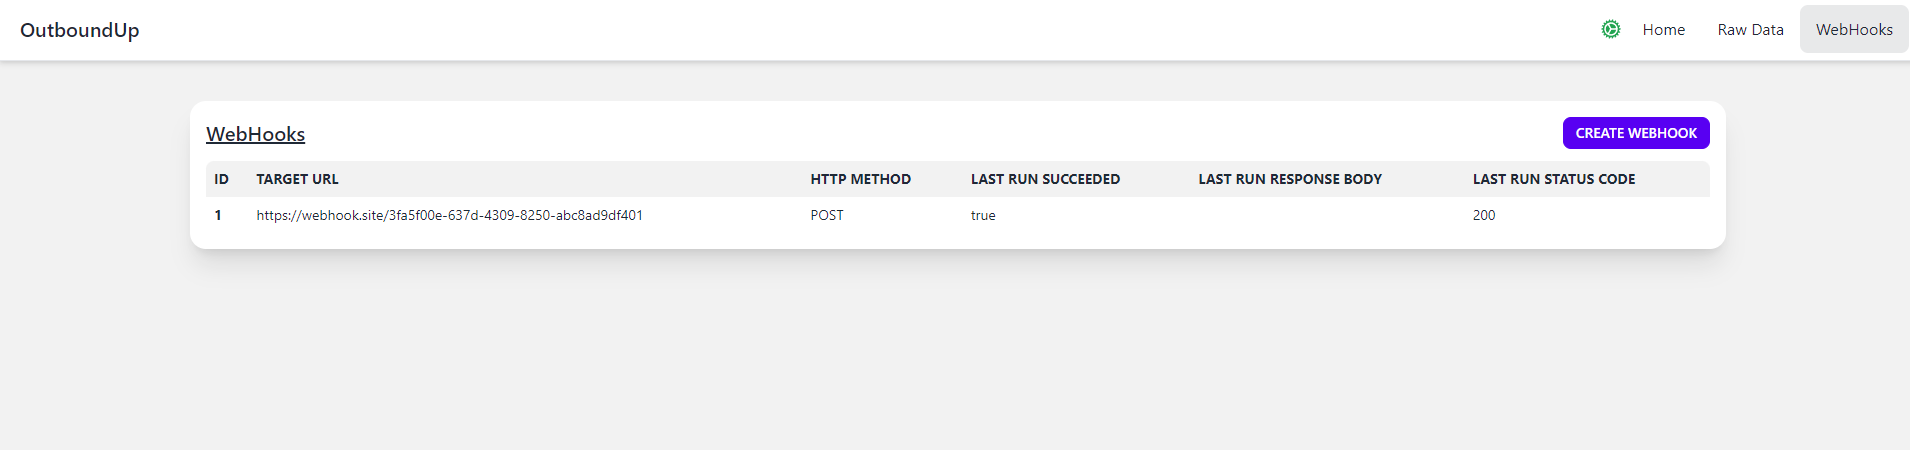 OutboundUp Home Raw Data WebHooks
WebHooks CREATE WEBHOOK
ID TARGET URL HTTP METHOD LAST RUN SUCCEEDED LAST RUN RESPONSE BODY LAST RUN STATUS CODE
1 https://webhook.site/3fa5f00e-637d-4309-8250-abc8ad9df401 POST true 200